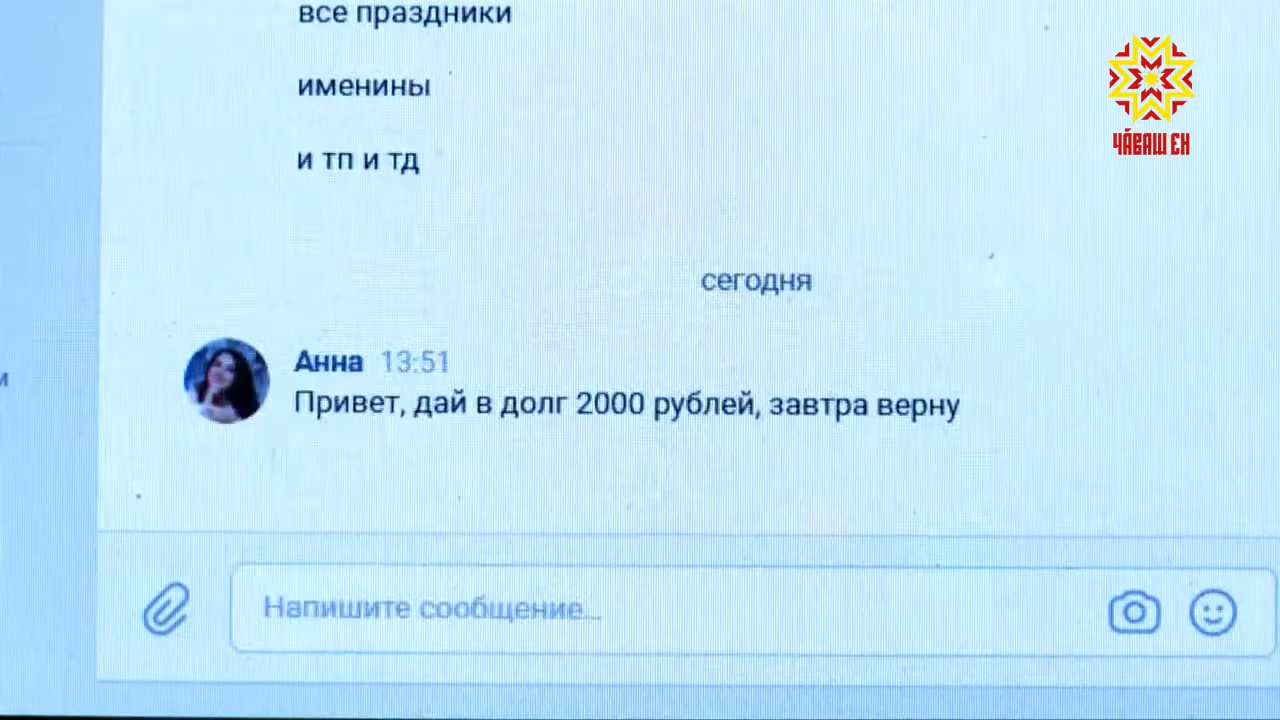 все праздники
ЧӐВАШ ЕН
именины
и тп и тд
сегодня
Анна 13:51
Привет, дай в долг 2000 рублей, завтра верну
Напишите сообщение...